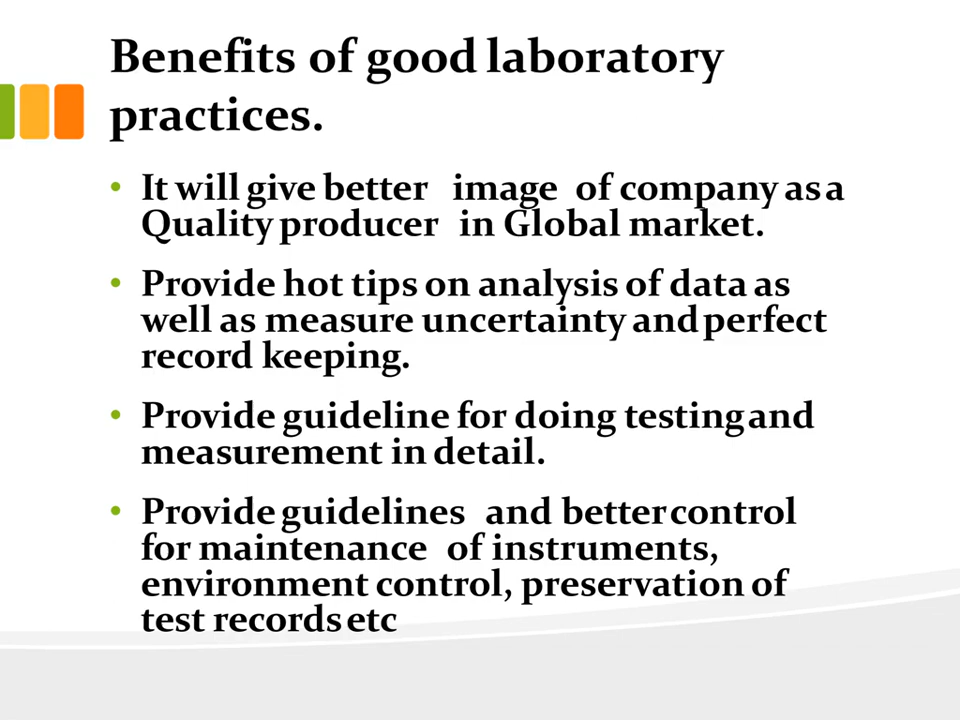 Benefits of good laboratory
practices.
• It will give better image of company as a
Quality producer in Global market.
• Provide hot tips on analysis of data as
well as measure uncertainty and perfect
record keeping.
• Provide guideline for doing testing and
measurement in detail.
• Provide guidelines and better control
for maintenance of instruments,
environment control, preservation of
test records etc